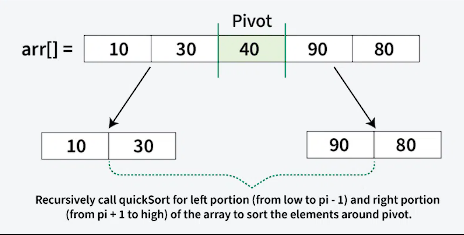 Pivot
arr[] = 10 30 40 90 80
10 30 90 80
Recursively call quickSort for left portion (from low to pi - 1) and right portion
(from pi + 1 to high) of the array to sort the elements around pivot.